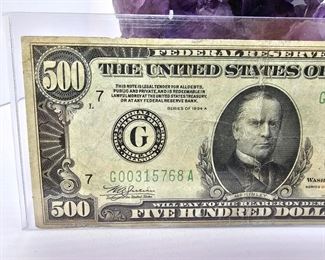 FEDERAL RESERVE
500 THE UNITED STATES O
7
THIS NOTE IS LEGAL TENDER FOR ALL DEBTS,
PUBLIC AND PRIVATE, AND IS REDEEMABLE IN
LAWFUL MONEY AT THE UNITED STATES TREASURY,
OR AT ANY FEDERAL RESERVE BANK.
L
SERIES OF 1934 A
G
7 G00315768A
WASH
WILL PAY TO THE BEARER ON DEMAN
500 FIVE HUNDRED DOLL